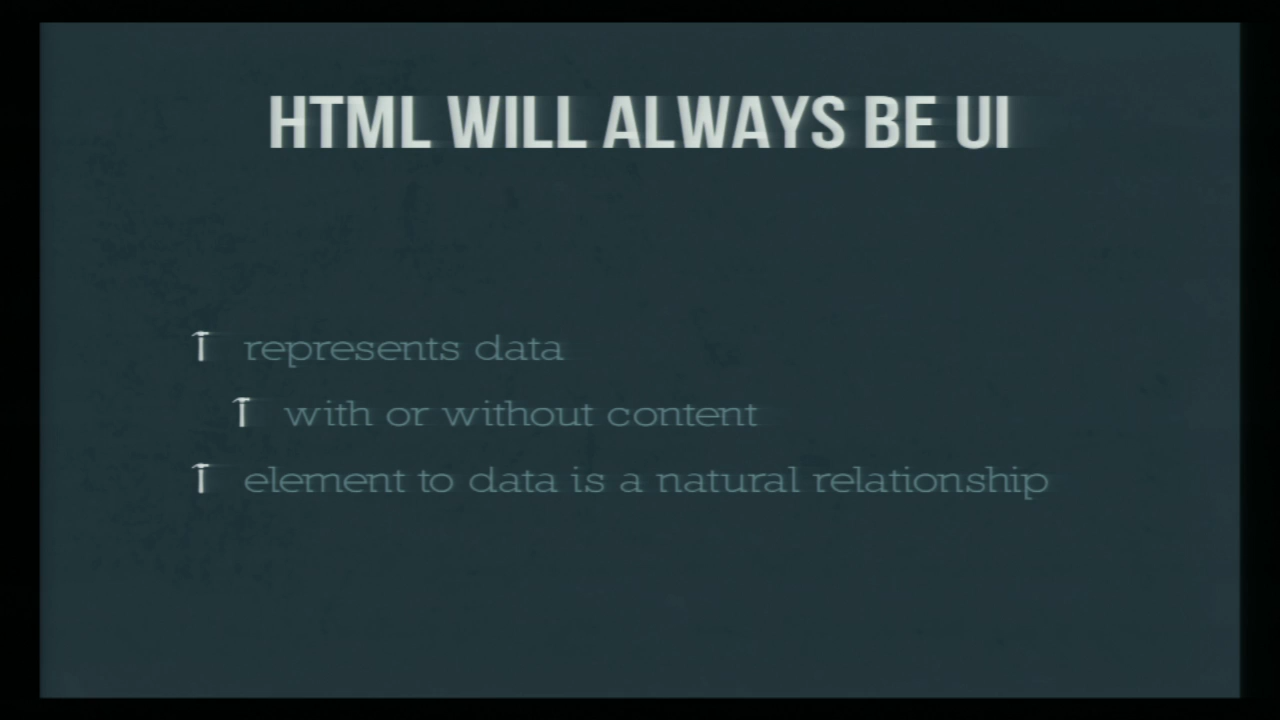 HTML WILL ALWAYS BE UI
represents data
with or without content
element to data is a natural relationship